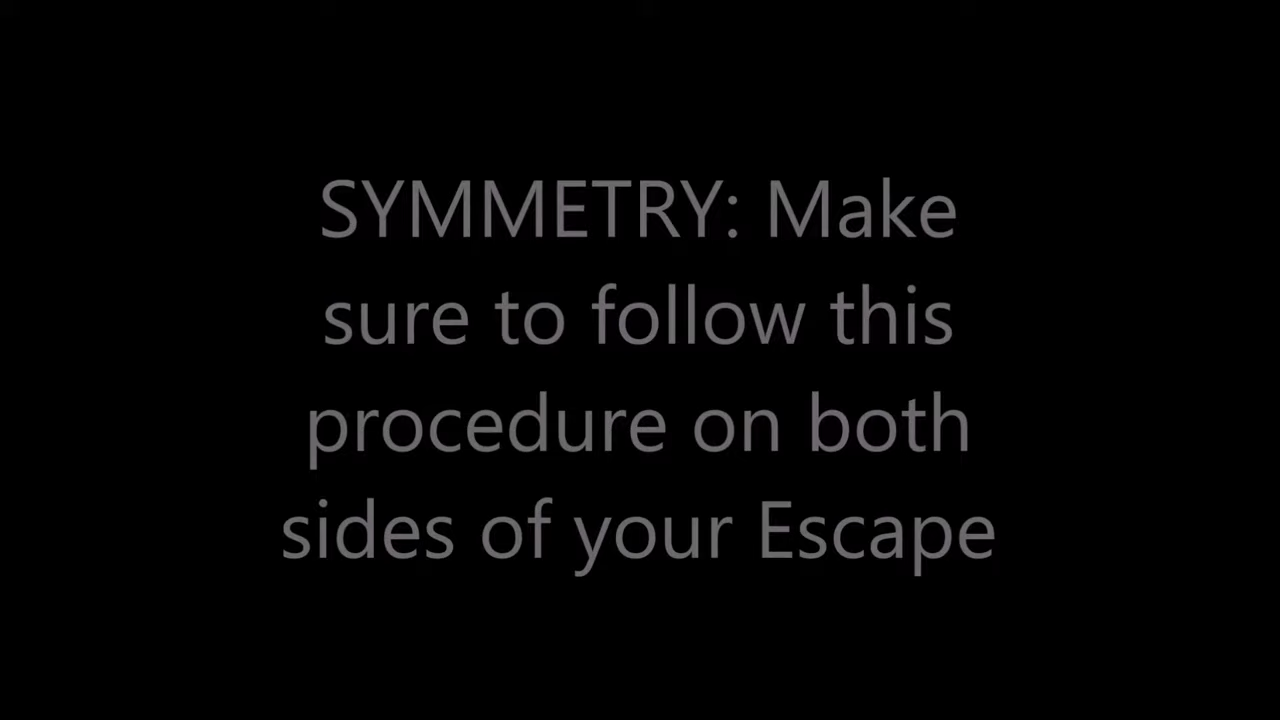 SYMMETRY: Make
sure to follow this
procedure on both
sides of your Escape